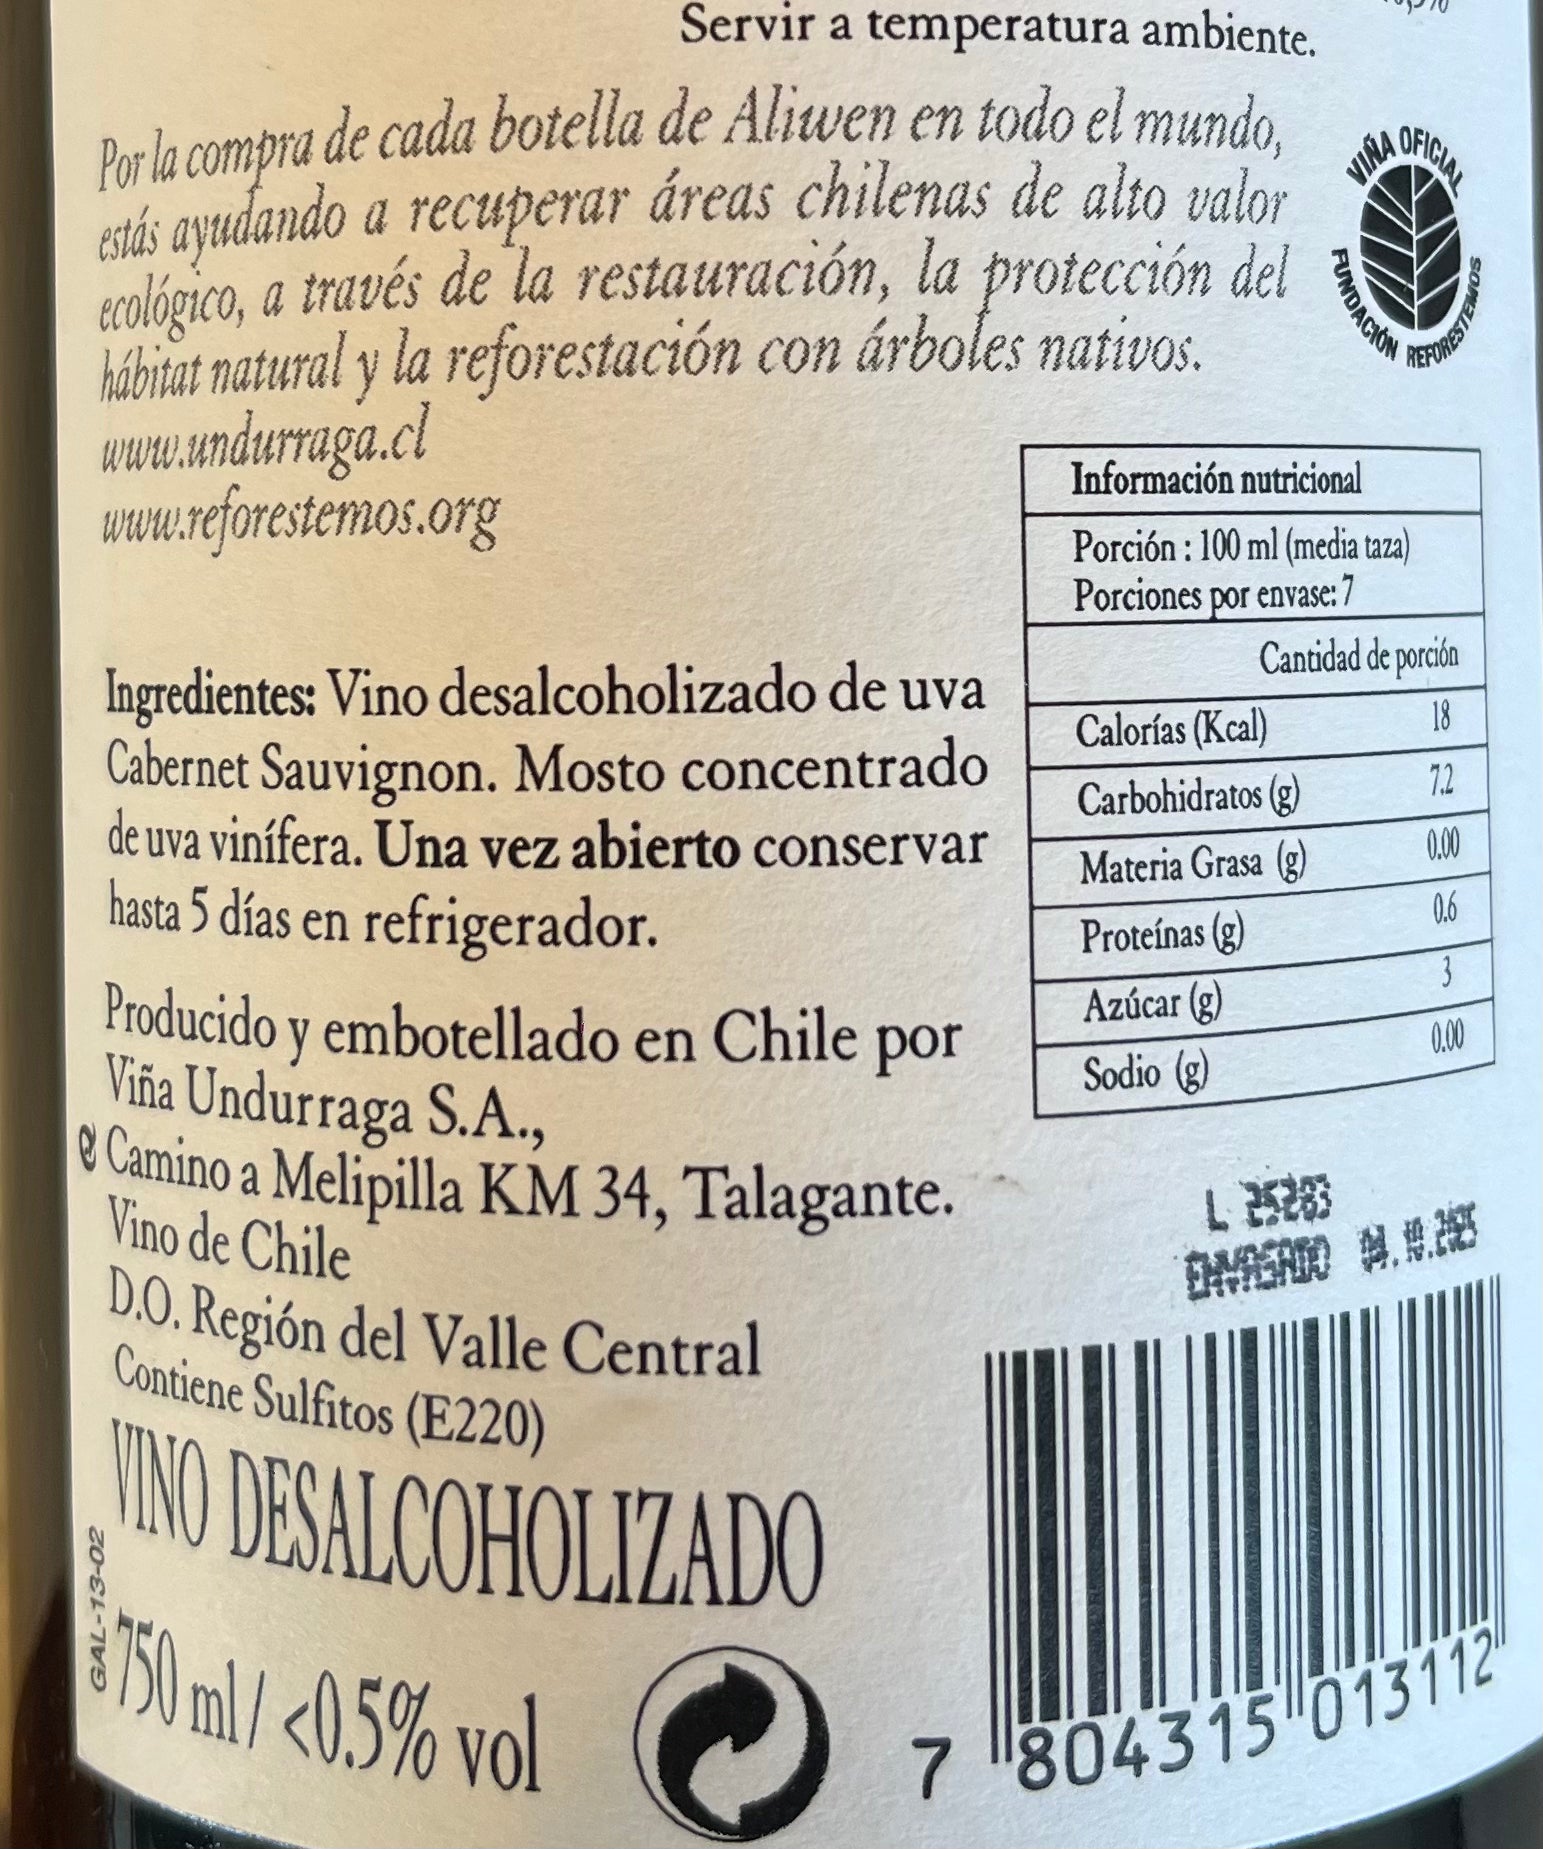 Servir a temperatura ambiente.
Por la compra de cada botella de Aliwen en todo el mundo,
estás ayudando a recuperar áreas chilenas de alto valor
ecológico, a través de la restauración, la protección del
hábitat natural y la reforestación con árboles nativos.
www.undurraga.cl
www.reforestemos.org
VIÑA OFICIAL
FUNDACIÓN REFORESTEMOS
Información nutricional
Porción : 100 ml (media taza)
Porciones por envase: 7
Cantidad de porción
Calorías (Kcal) 18
Carbohidratos (g) 7.2
Materia Grasa (g) 0.00
Proteínas (g) 0.6
Azúcar (g) 3
Sodio (g) 0.00
Ingredientes: Vino desalcoholizado de uva
Cabernet Sauvignon. Mosto concentrado
de uva vinífera. Una vez abierto conservar
hasta 5 días en refrigerador.
Producido y embotellado en Chile por
Viña Undurraga S.A.,
Camino a Melipilla KM 34, Talagante.
Vino de Chile
D.O. Región del Valle Central
Contiene Sulfitos (E220)
VINO DESALCOHOLIZADO
750 ml / <0.5% vol
GAL-13-02
L
ENVASADO
7 804315 013112